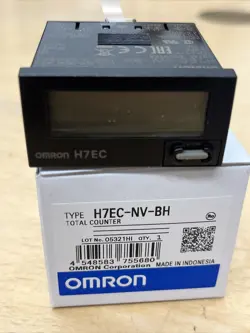 OMRON H7EC
TYPE H7EC-NV-BH
TOTAL COUNTER
LOT No. 05321HI QTY. 1
4 548583 755680
OMRON Corporation MADE IN INDONESIA
OMRON